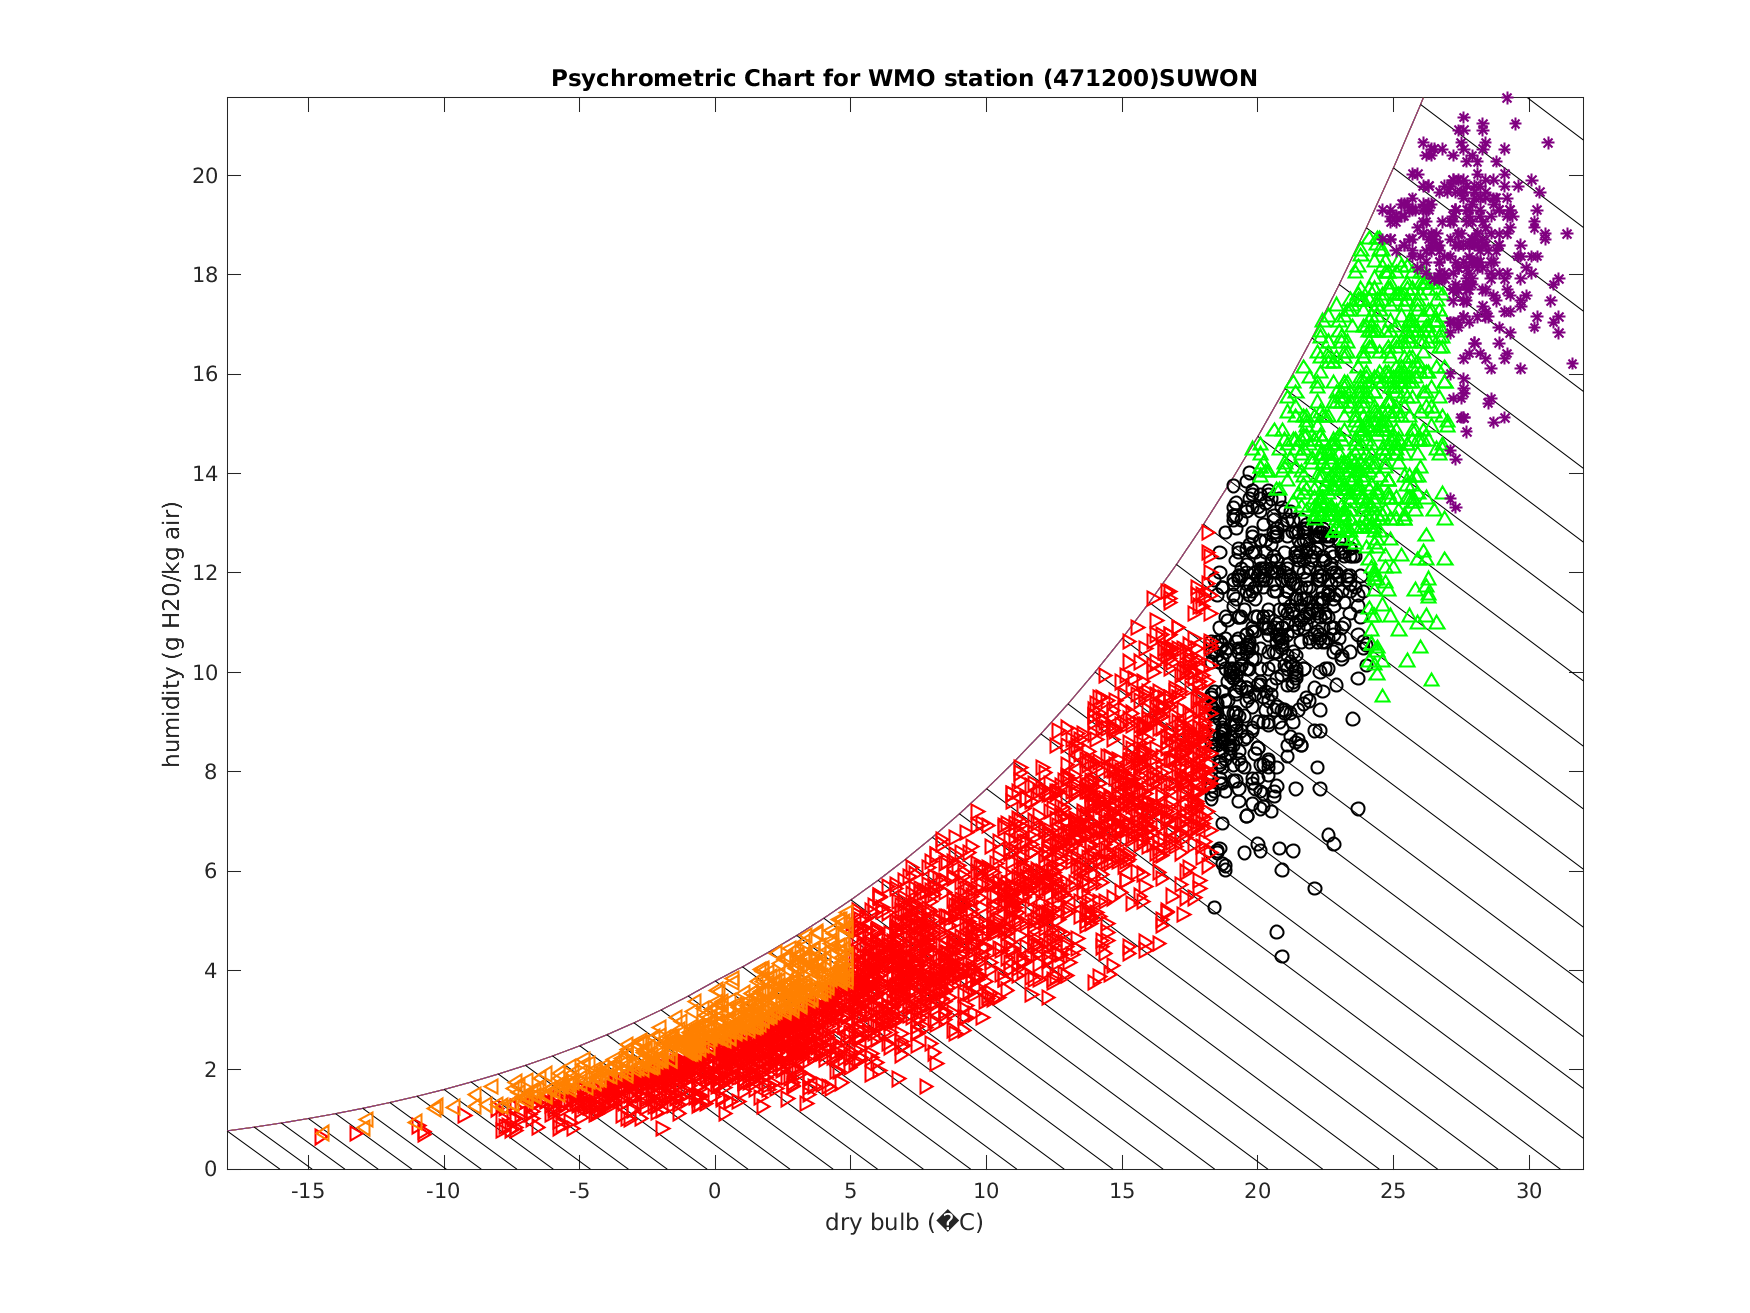 Psychrometric Chart for WMO station (471200)SUWON
humidity (g H20/kg air)
20
18
16
14
12
10
8
6
4
2
0
-15 -10 -5 0 5 10 15 20 25 30
dry bulb (�C)